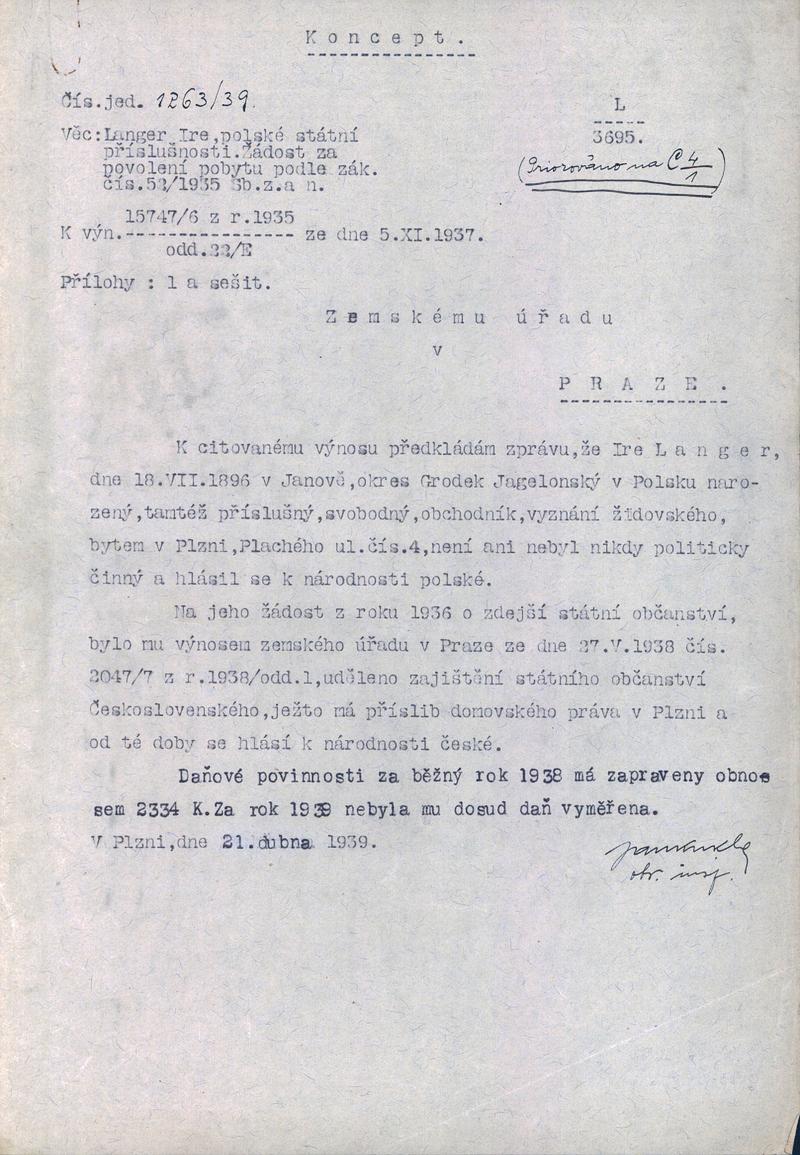 K o n c e p t .
Čís.jed. 1263/39.
L
3695.
(Priorováno na Č 4/1)
Věc:Langer Ire,polské státní
příslušnosti.Žádost za
povolení pobytu podle zák.
čís.52/1935 Sb.z.a n.
15747/6 z r.1935
K výn.---------------- ze dne 5.XI.1937.
odd.22/E
Přílohy : 1 a sešit.
Z e m s k é m u ú ř a d u
v
P R A Z E .
K citovanému výnosu předkládám zprávu,že Ire L a n g e r,
dne 18.VII.1896 v Janově,okres Grodek Jagelonský v Polsku naro-
zený,tamtéž příslušný,svobodný,obchodník,vyznání židovského,
bytem v Plzni,Plachého ul.čís.4,není ani nebyl nikdy politicky
činný a hlásil se k národnosti polské.
Na jeho žádost z roku 1936 o zdejší státní občanství,
bylo mu výnosem zemského úřadu v Praze ze dne 27.V.1938 čís.
2047/7 z r.1938/odd.1,uděleno zajištění státního občanství
Československého,ježto má příslib domovského práva v Plzni a
od té doby se hlásí k národnosti české.
Daňové povinnosti za běžný rok 1938 má zapraveny obno
sem 2334 K.Za rok 1939 nebyla mu dosud daň vyměřena.
V Plzni,dne 21.dubna 1939.